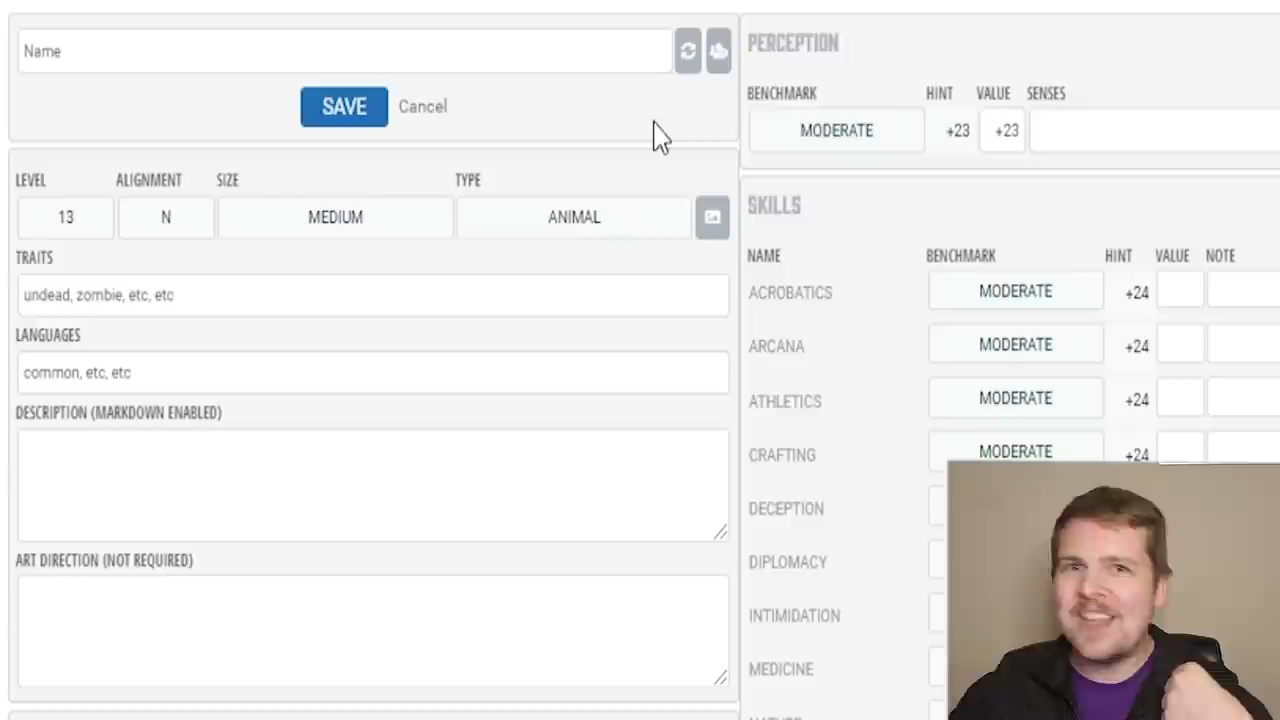 Name
SAVE Cancel
LEVEL ALIGNMENT SIZE TYPE
13 N MEDIUM ANIMAL
TRAITS
undead, zombie, etc, etc
LANGUAGES
common, etc, etc
DESCRIPTION (MARKDOWN ENABLED)
ART DIRECTION (NOT REQUIRED)
PERCEPTION
BENCHMARK HINT VALUE SENSES
MODERATE +23 +23
SKILLS
NAME BENCHMARK HINT VALUE NOTE
ACROBATICS MODERATE +24
ARCANA MODERATE +24
ATHLETICS MODERATE +24
CRAFTING MODERATE +24
DECEPTION
DIPLOMACY
INTIMIDATION
MEDICINE